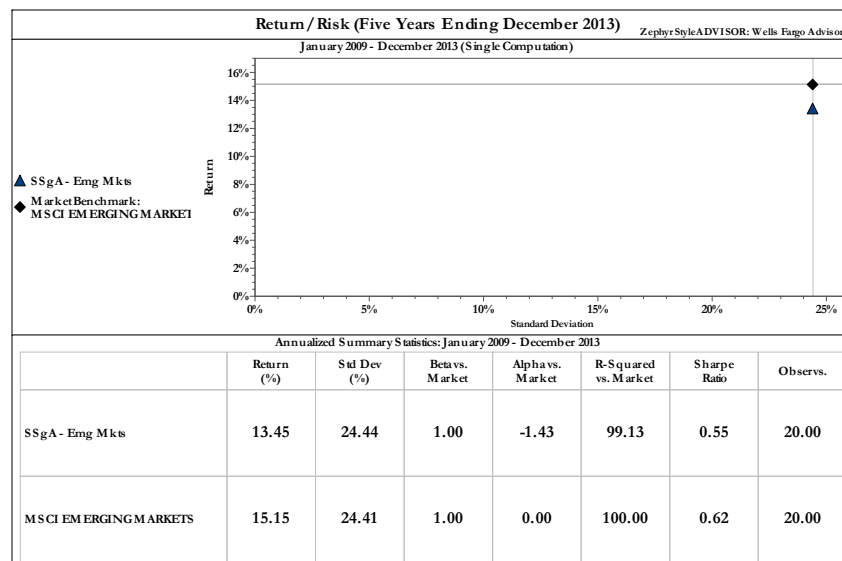 Return/Risk (Five Years Ending December 2013)
ZephyrStyleADVISOR: Wells Fargo Advisor
January 2009 - December 2013 (Single Computation)
16%
14%
12%
10%
8%
6%
4%
2%
0%
Return
0% 5% 10% 15% 20% 25%
Standard Deviation
SSgA - Emg Mkts
Market Benchmark:
MSCI EMERGING MARKET
Annualized Summary Statistics: January 2009 - December 2013
Return (%) Std Dev (%) Beta vs. Market Alpha vs. Market R-Squared vs. Market Sharpe Ratio Observs.
SSgA - Emg Mkts 13.45 24.44 1.00 -1.43 99.13 0.55 20.00
MSCI EMERGING MARKETS 15.15 24.41 1.00 0.00 100.00 0.62 20.00